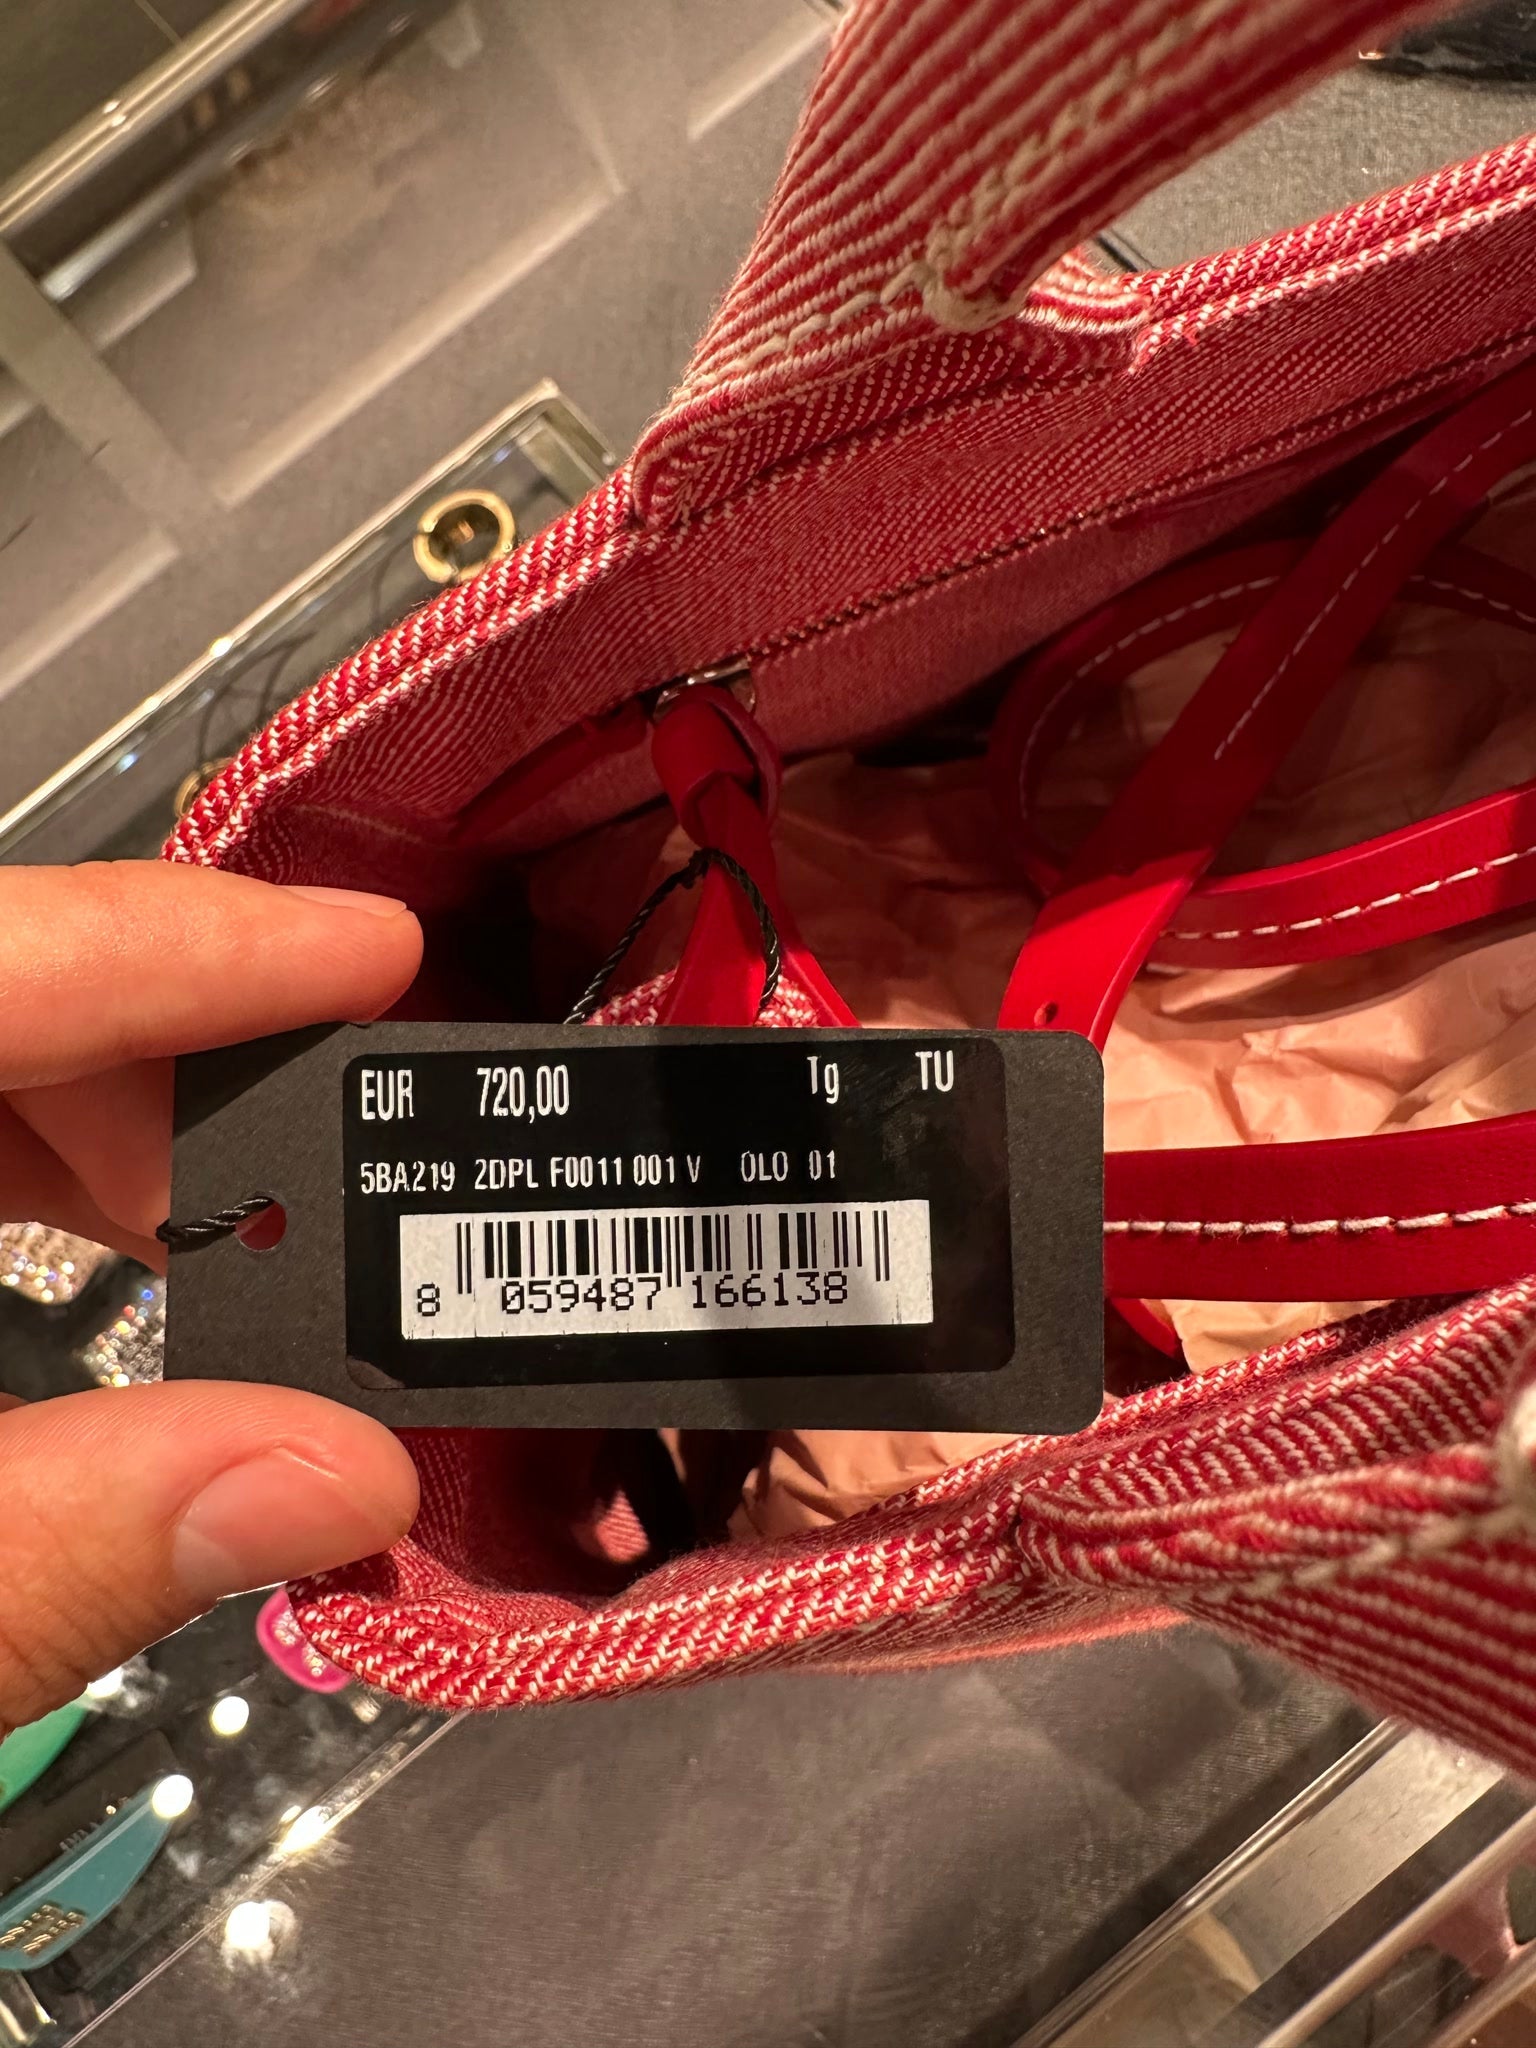 EUR 720,00 Tg TU
5BA219 2DPL F0011 001 V OLO 01
8 059487 166138